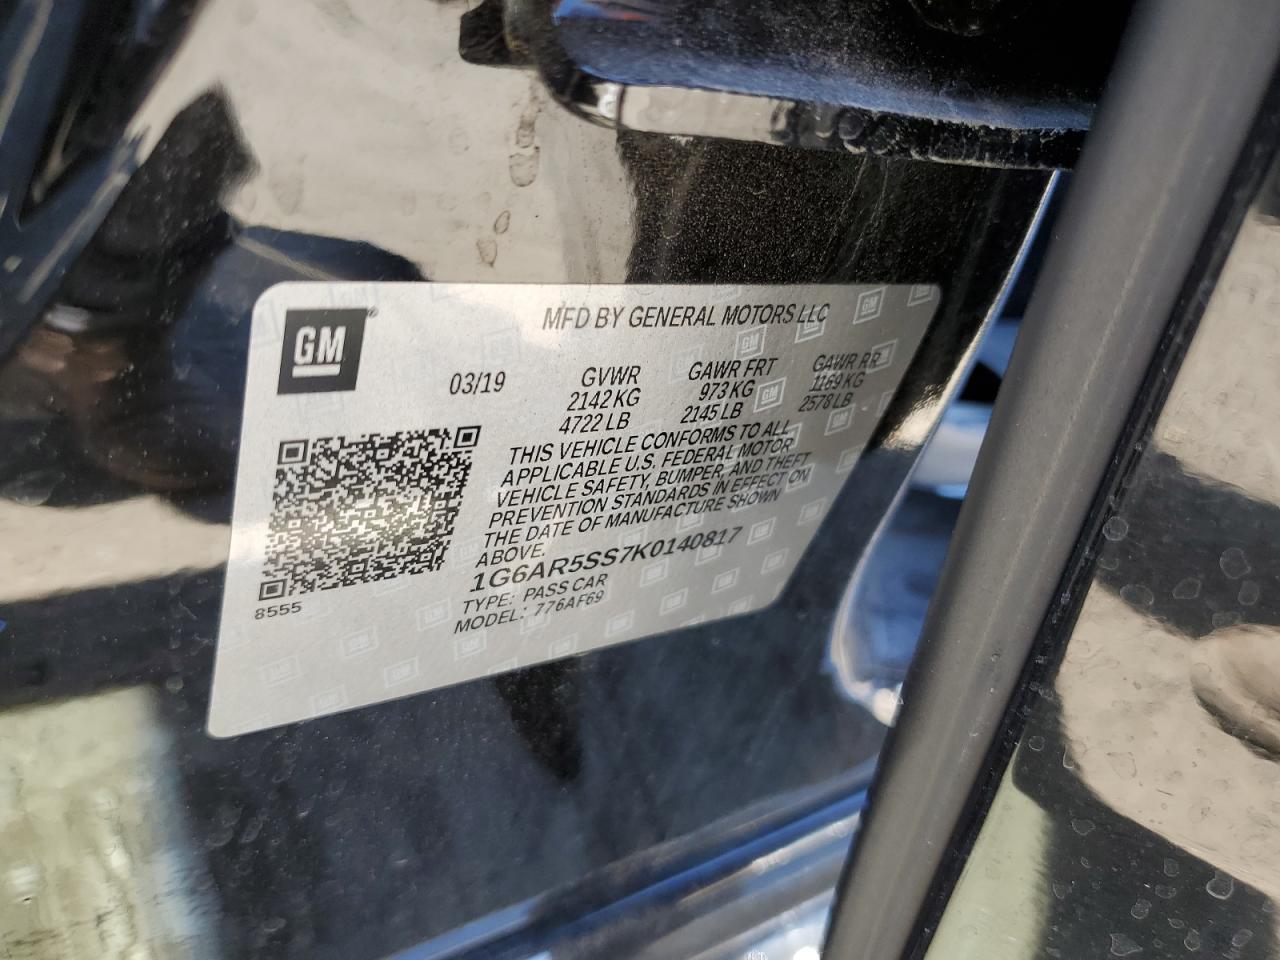 GM
MFD BY GENERAL MOTORS LLC
03/19
GVWR GAWR FRT GAWR RR
2142 KG 973 KG 1169 KG
4722 LB 2145 LB 2578 LB
THIS VEHICLE CONFORMS TO ALL
APPLICABLE U.S. FEDERAL MOTOR
VEHICLE SAFETY, BUMPER, AND THEFT
PREVENTION STANDARDS IN EFFECT ON
THE DATE OF MANUFACTURE SHOWN
ABOVE.
1G6AR5SS7K0140817
TYPE: PASS CAR
MODEL: 776AF69
8555